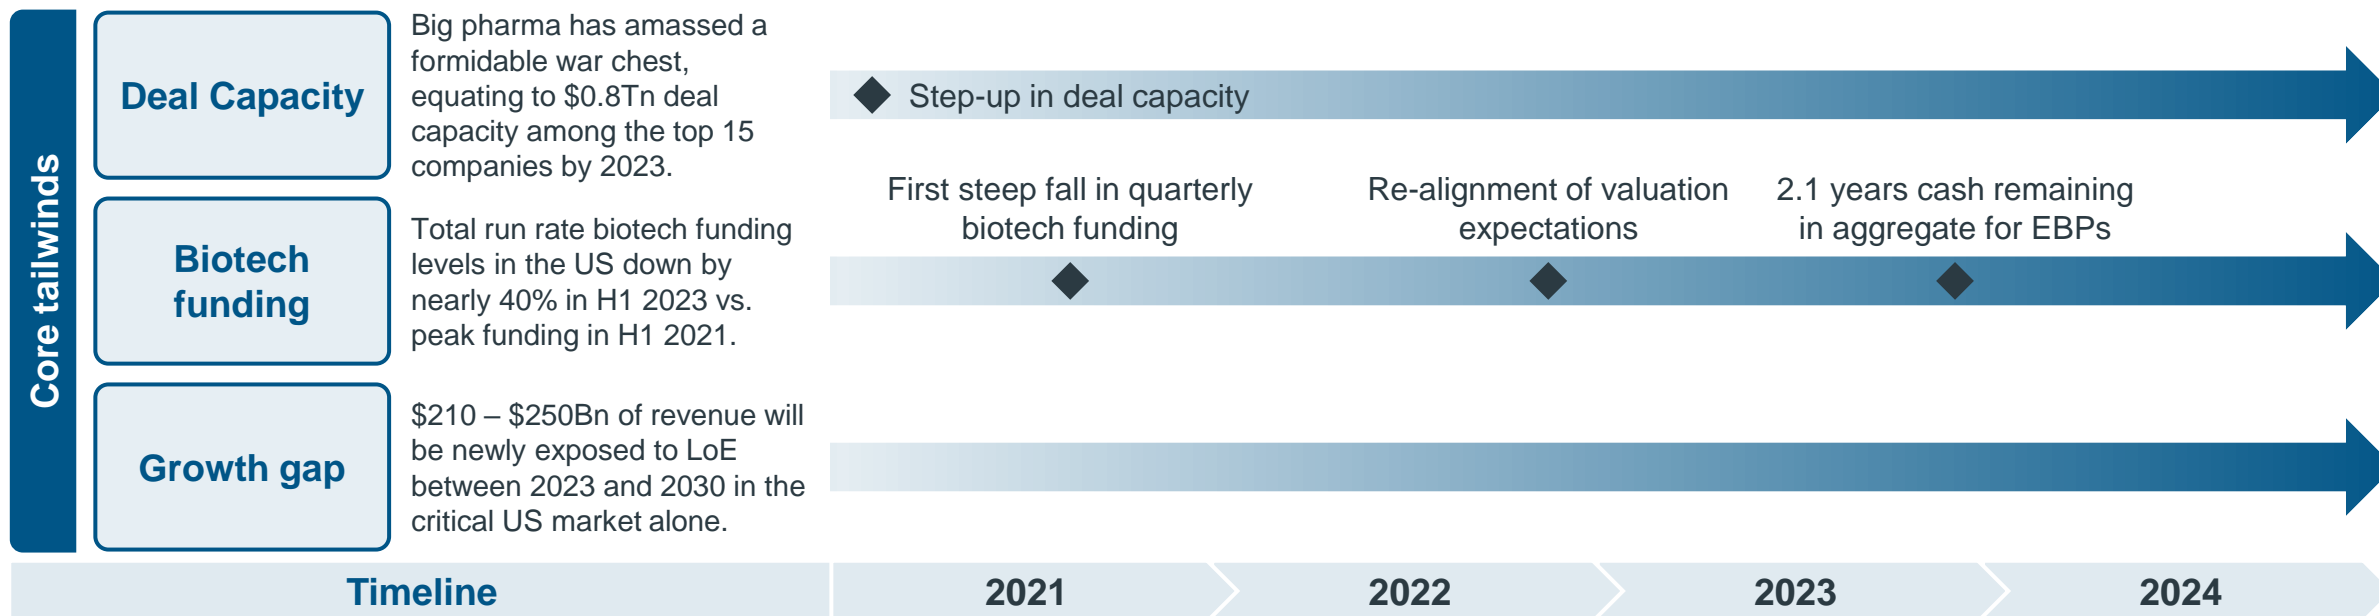 Core tailwinds
Deal Capacity
Big pharma has amassed a
formidable war chest,
equating to $0.8Tn deal
capacity among the top 15
companies by 2023.
Step-up in deal capacity
Biotech
funding
Total run rate biotech funding
levels in the US down by
nearly 40% in H1 2023 vs.
peak funding in H1 2021.
First steep fall in quarterly
biotech funding
Re-alignment of valuation
expectations
2.1 years cash remaining
in aggregate for EBPs
Growth gap
$210 – $250Bn of revenue will
be newly exposed to LoE
between 2023 and 2030 in the
critical US market alone.
Timeline
2021
2022
2023
2024